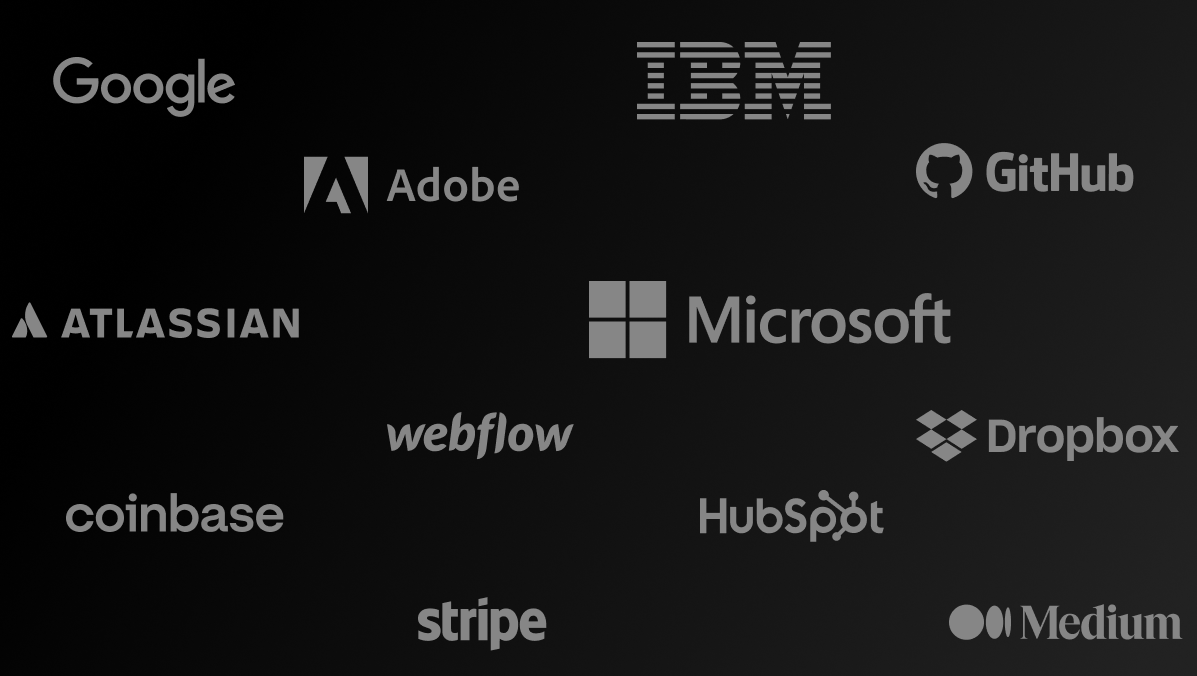 Google
IBM
Adobe
GitHub
ATLASSIAN
Microsoft
webflow
Dropbox
coinbase
HubSpot
stripe
Medium